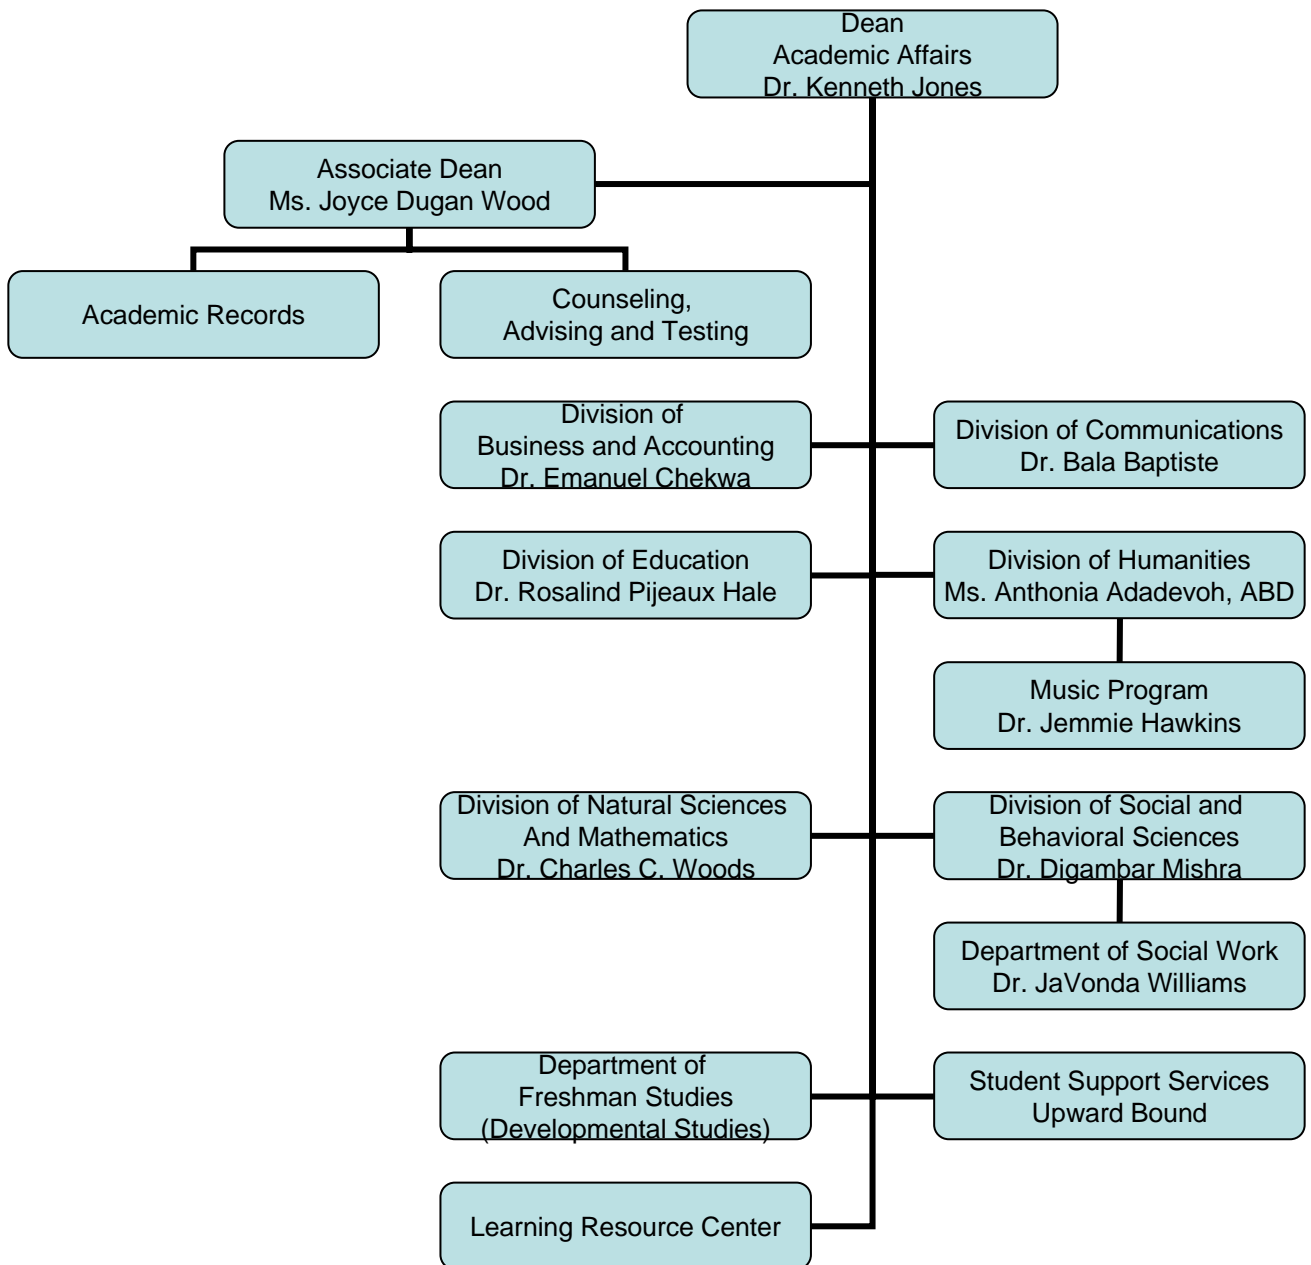 Dean
Academic Affairs
Dr. Kenneth Jones
Associate Dean
Ms. Joyce Dugan Wood
Academic Records
Counseling,
Advising and Testing
Division of
Business and Accounting
Dr. Emanuel Chekwa
Division of Communications
Dr. Bala Baptiste
Division of Education
Dr. Rosalind Pijeaux Hale
Division of Humanities
Ms. Anthonia Adadevoh, ABD
Music Program
Dr. Jemmie Hawkins
Division of Natural Sciences
And Mathematics
Dr. Charles C. Woods
Division of Social and
Behavioral Sciences
Dr. Digambar Mishra
Department of Social Work
Dr. JaVonda Williams
Department of
Freshman Studies
(Developmental Studies)
Student Support Services
Upward Bound
Learning Resource Center